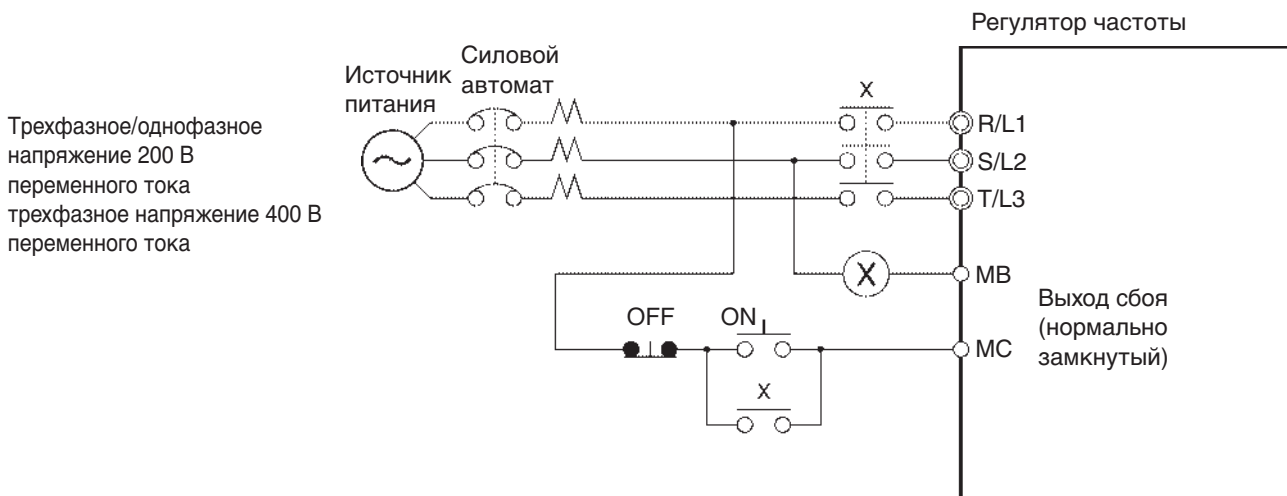 Регулятор частоты
Силовой
автомат
Источник
питания
Трехфазное/однофазное
напряжение 200 В
переменного тока
трехфазное напряжение 400 В
переменного тока
X
R/L1
S/L2
T/L3
X
MB
Выход сбоя
(нормально
замкнутый)
OFF
ON
MC
X